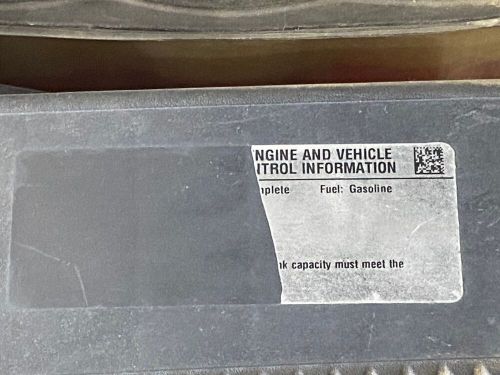 NGINE AND VEHICLE
NTROL INFORMATION
nplete Fuel: Gasoline
nk capacity must meet the